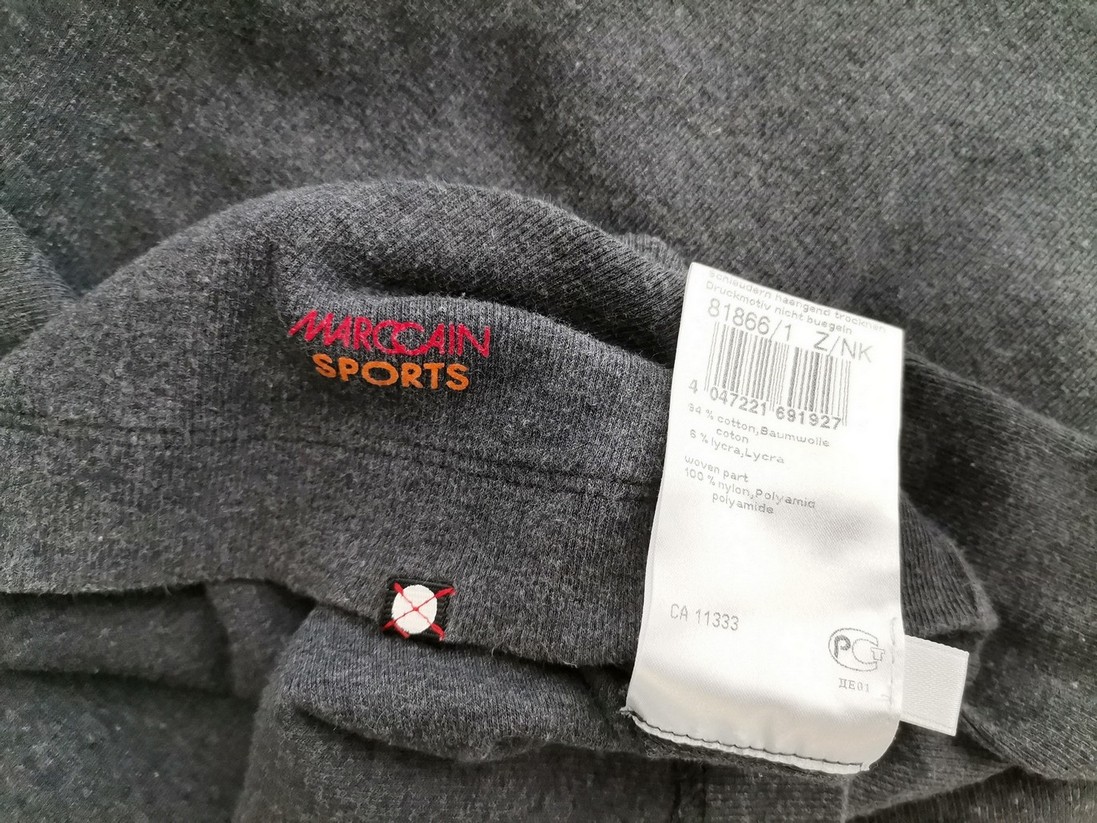 MARCCAIN
SPORTS
schleudern haengend trocknen
Druckmotiv nicht buegeln
81866/1 Z/NK
4 047221 691927
94 % cotton,Baumwolle
coton
6 % lycra,Lycra
woven part
100 % nylon,Polyamid
polyamide
CA 11333
РСТ
ДЕ01